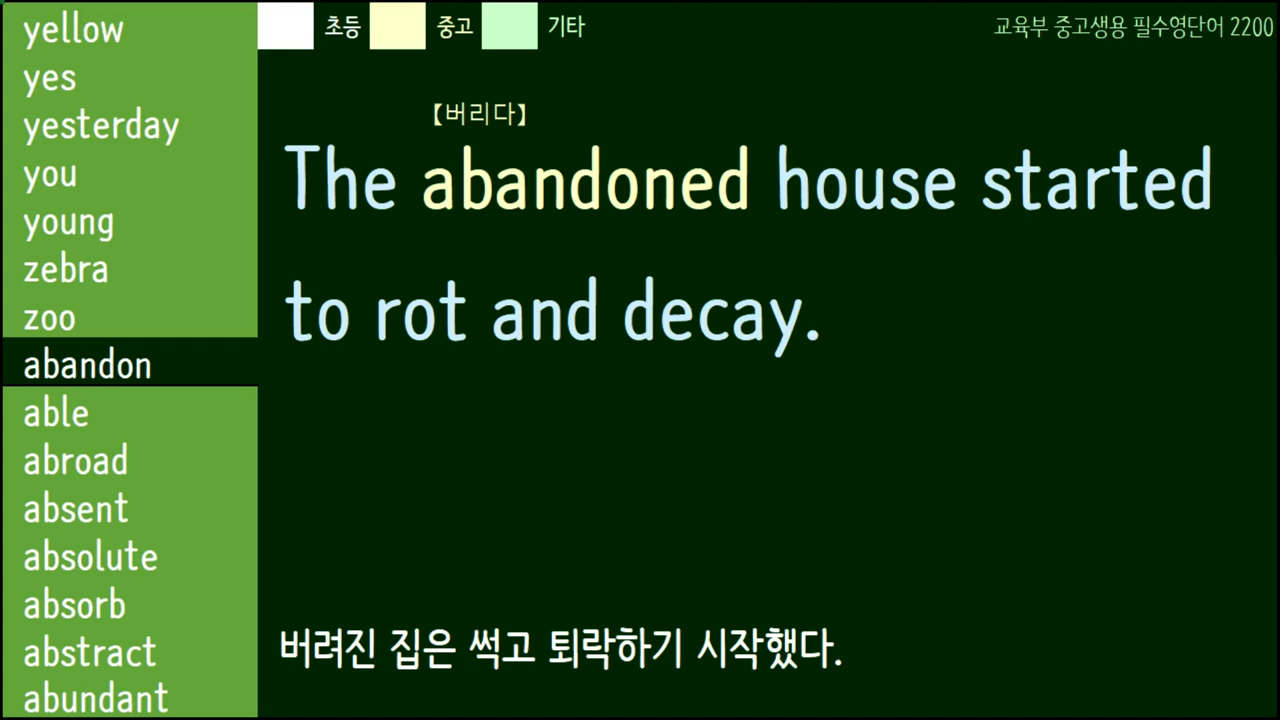 yellow
yes
yesterday
you
young
zebra
zoo
abandon
able
abroad
absent
absolute
absorb
abstract
abundant
초등 중고 기타
교육부 중고생용 필수영단어 2200
【버리다】
The abandoned house started
to rot and decay.
버려진 집은 썩고 퇴락하기 시작했다.